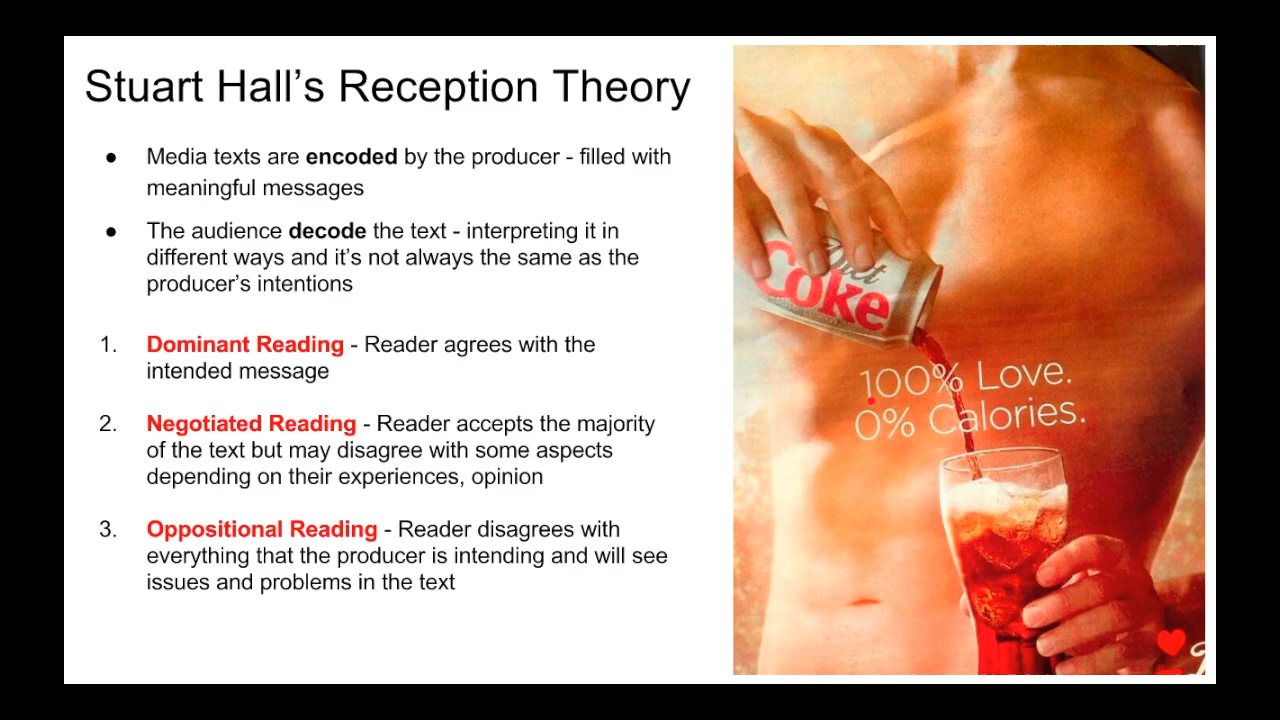 Stuart Hall's Reception Theory
● Media texts are encoded by the producer - filled with
meaningful messages
● The audience decode the text - interpreting it in
different ways and it's not always the same as the
producer's intentions
1. Dominant Reading - Reader agrees with the
intended message
2. Negotiated Reading - Reader accepts the majority
of the text but may disagree with some aspects
depending on their experiences, opinion
3. Oppositional Reading - Reader disagrees with
everything that the producer is intending and will see
issues and problems in the text
Diet
Coke
100% Love.
0% Calories.